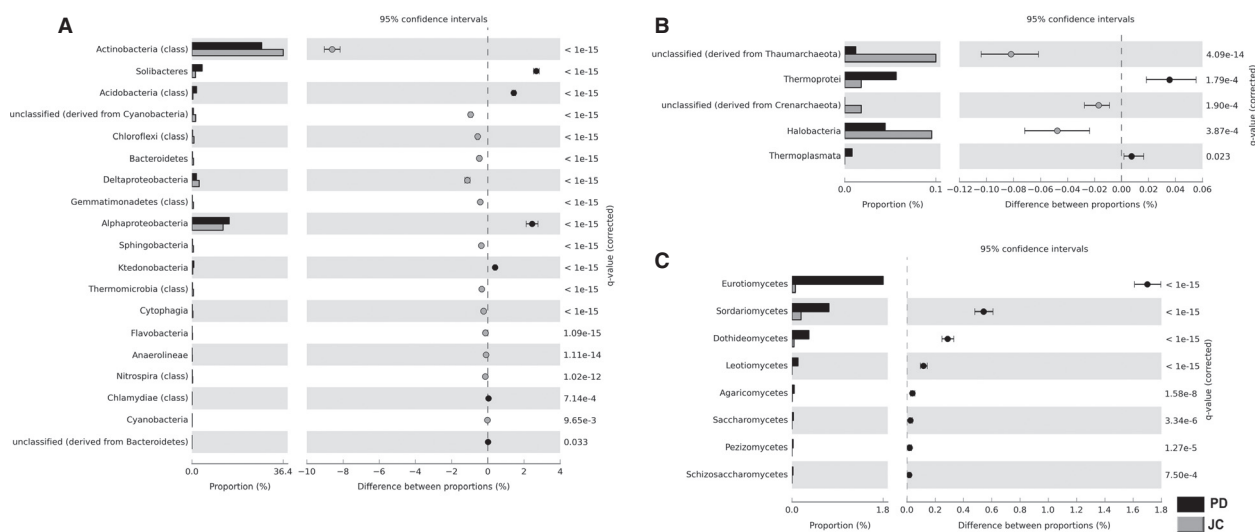 A
95% confidence intervals
Actinobacteria (class) < 1e-15
Solibacteres < 1e-15
Acidobacteria (class) < 1e-15
unclassified (derived from Cyanobacteria) < 1e-15
Chloroflexi (class) < 1e-15
Bacteroidetes < 1e-15
Deltaproteobacteria < 1e-15
Gemmatimonadetes (class) < 1e-15
Alphaproteobacteria < 1e-15
Sphingobacteria < 1e-15
Ktedonobacteria < 1e-15
Thermomicrobia (class) < 1e-15
Cytophagia < 1e-15
Flavobacteria 1.09e-15
Anaerolineae 1.11e-14
Nitrospira (class) 1.02e-12
Chlamydiae (class) 7.14e-4
Cyanobacteria 9.65e-3
unclassified (derived from Bacteroidetes) 0.033
q-value (corrected)
0.0 36.4 −10 −8 −6 −4 −2 0 2 4
Proportion (%) Difference between proportions (%)
B
95% confidence intervals
unclassified (derived from Thaumarchaeota) 4.09e-14
Thermoprotei 1.79e-4
unclassified (derived from Crenarchaeota) 1.90e-4
Halobacteria 3.87e-4
Thermoplasmata 0.023
q-value (corrected)
0.0 0.1 −0.12 −0.10 −0.08 −0.06 −0.04 −0.02 0.00 0.02 0.04 0.06
Proportion (%) Difference between proportions (%)
C
95% confidence intervals
Eurotiomycetes < 1e-15
Sordariomycetes < 1e-15
Dothideomycetes < 1e-15
Leotiomycetes < 1e-15
Agaricomycetes 1.58e-8
Saccharomycetes 3.34e-6
Pezizomycetes 1.27e-5
Schizosaccharomycetes 7.50e-4
q-value (corrected)
0.0 1.8 0.0 0.2 0.4 0.6 0.8 1.0 1.2 1.4 1.6 1.8
Proportion (%) Difference between proportions (%)
PD
JC